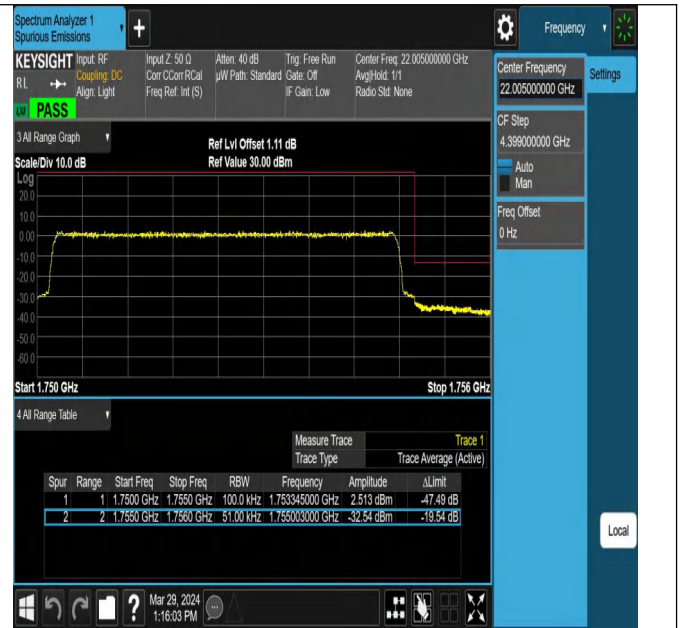 Spectrum Analyzer 1
Spurious Emissions
+
Frequency
KEYSIGHT Input: RF Input Z: 50 Ω Atten: 40 dB Trig: Free Run Center Freq: 22.005000000 GHz
RL Coupling: DC Corr CCorr RCal µW Path: Standard Gate: Off Avg|Hold: 1/1
Align: Light Freq Ref: Int (S) IF Gain: Low Radio Std: None
PASS
Center Frequency
22.005000000 GHz
Settings
CF Step
4.399000000 GHz
Auto
Man
Freq Offset
0 Hz
3 All Range Graph
Ref Lvl Offset 1.11 dB
Scale/Div 10.0 dB Ref Value 30.00 dBm
Log
20.0
10.0
0.00
-10.0
-20.0
-30.0
-40.0
-50.0
-60.0
Start 1.750 GHz Stop 1.756 GHz
4 All Range Table
Measure Trace Trace 1
Trace Type Trace Average (Active)
Spur Range Start Freq Stop Freq RBW Frequency Amplitude ΔLimit
1 1 1.7500 GHz 1.7550 GHz 100.0 kHz 1.753345000 GHz 2.513 dBm -47.49 dB
2 2 1.7550 GHz 1.7560 GHz 51.00 kHz 1.755003000 GHz -32.54 dBm -19.54 dB
Local
? Mar 29, 2024
1:16:03 PM